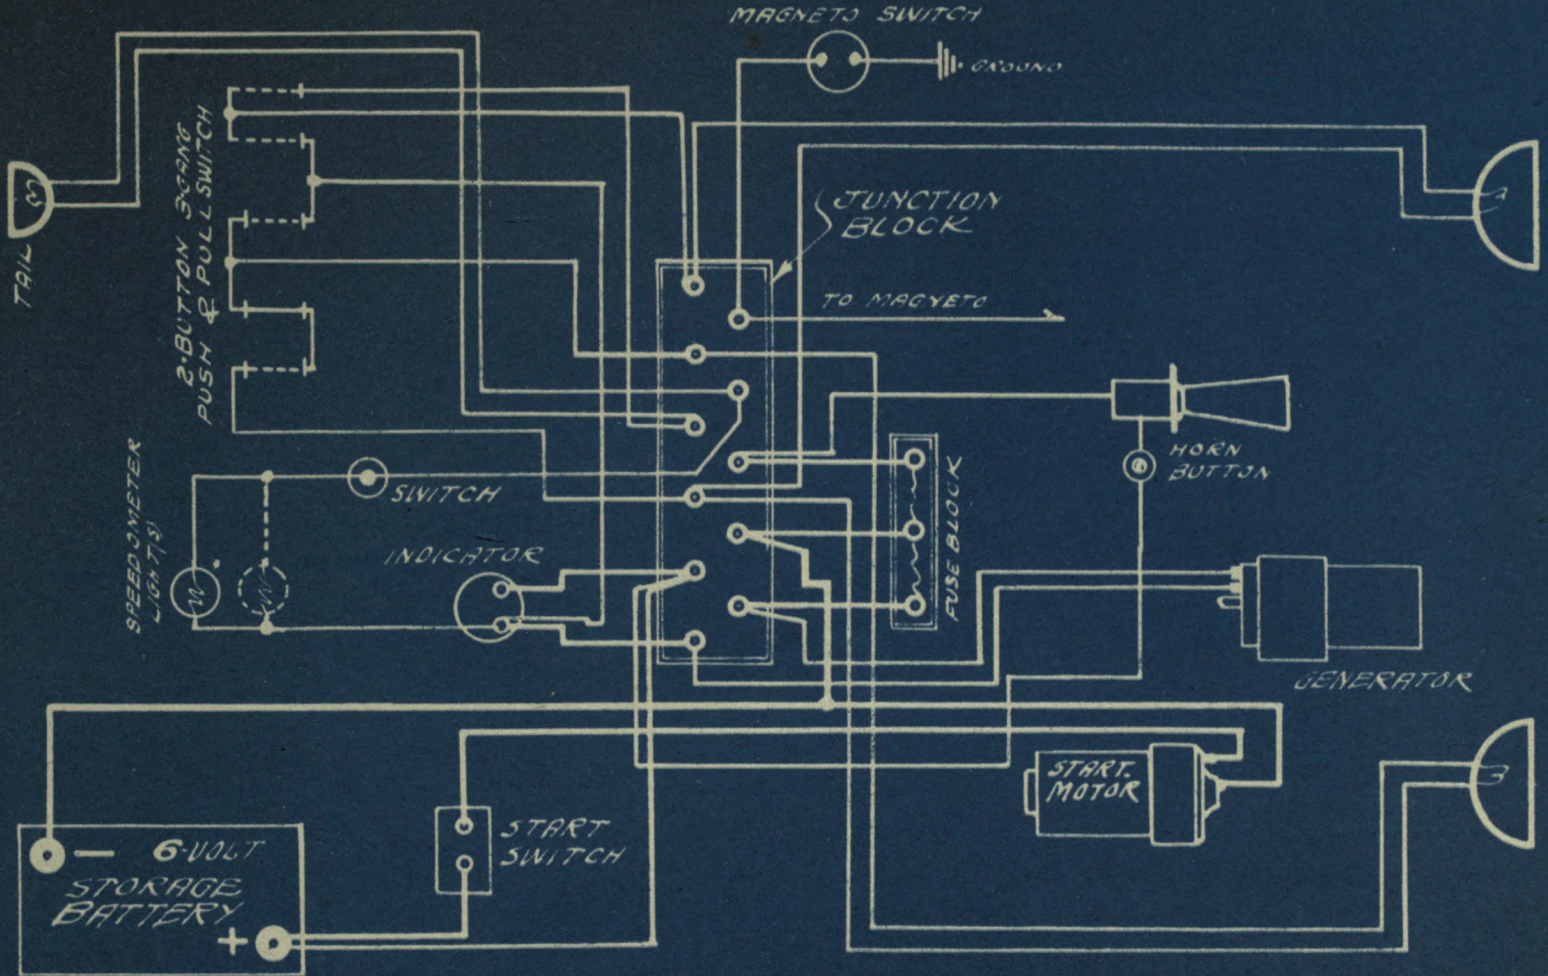 MAGNETO SWITCH
GROUND
2-BUTTON 3-GANG
PUSH & PULL SWITCH
TAIL
JUNCTION
BLOCK
TO MAGNETO
HORN
BUTTON
SWITCH
SPEEDOMETER
LIGHT(S)
INDICATOR
FUSE BLOCK
GENERATOR
START.
MOTOR
START
SWITCH
— 6-VOLT
STORAGE
BATTERY
+